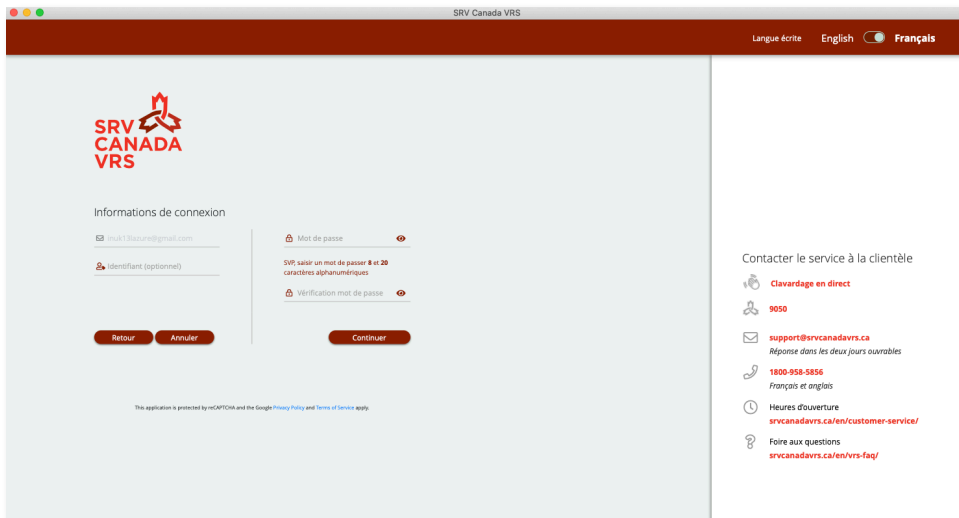 SRV Canada VRS
Langue écrite English Français
SRV
CANADA
VRS
Informations de connexion
muk13azure@gmail.com
Identifiant (optionnel)
Mot de passe
SVP, saisir un mot de passer 8 et 20
caractères alphanumériques
Vérification mot de passe
Retour Annuler Continuer
This application is protected by reCAPTCHA and the Google Privacy Policy and Terms of Service apply.
Contacter le service à la clientèle
Clavardage en direct
9050
support@srvcanadavrs.ca
Réponse dans les deux jours ouvrables
1800-958-5856
Français et anglais
Heures d'ouverture
srvcanadavrs.ca/en/customer-service/
Foire aux questions
srvcanadavrs.ca/en/vrs-faq/